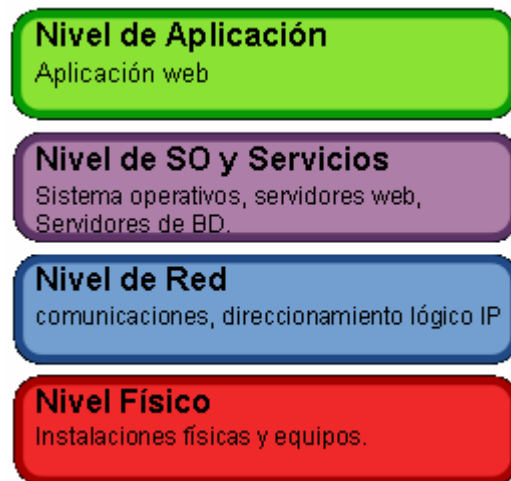 Nivel de Aplicación
Aplicación web
Nivel de SO y Servicios
Sistema operativos, servidores web,
Servidores de BD.
Nivel de Red
comunicaciones, direccionamiento lógico IP
Nivel Físico
Instalaciones físicas y equipos.